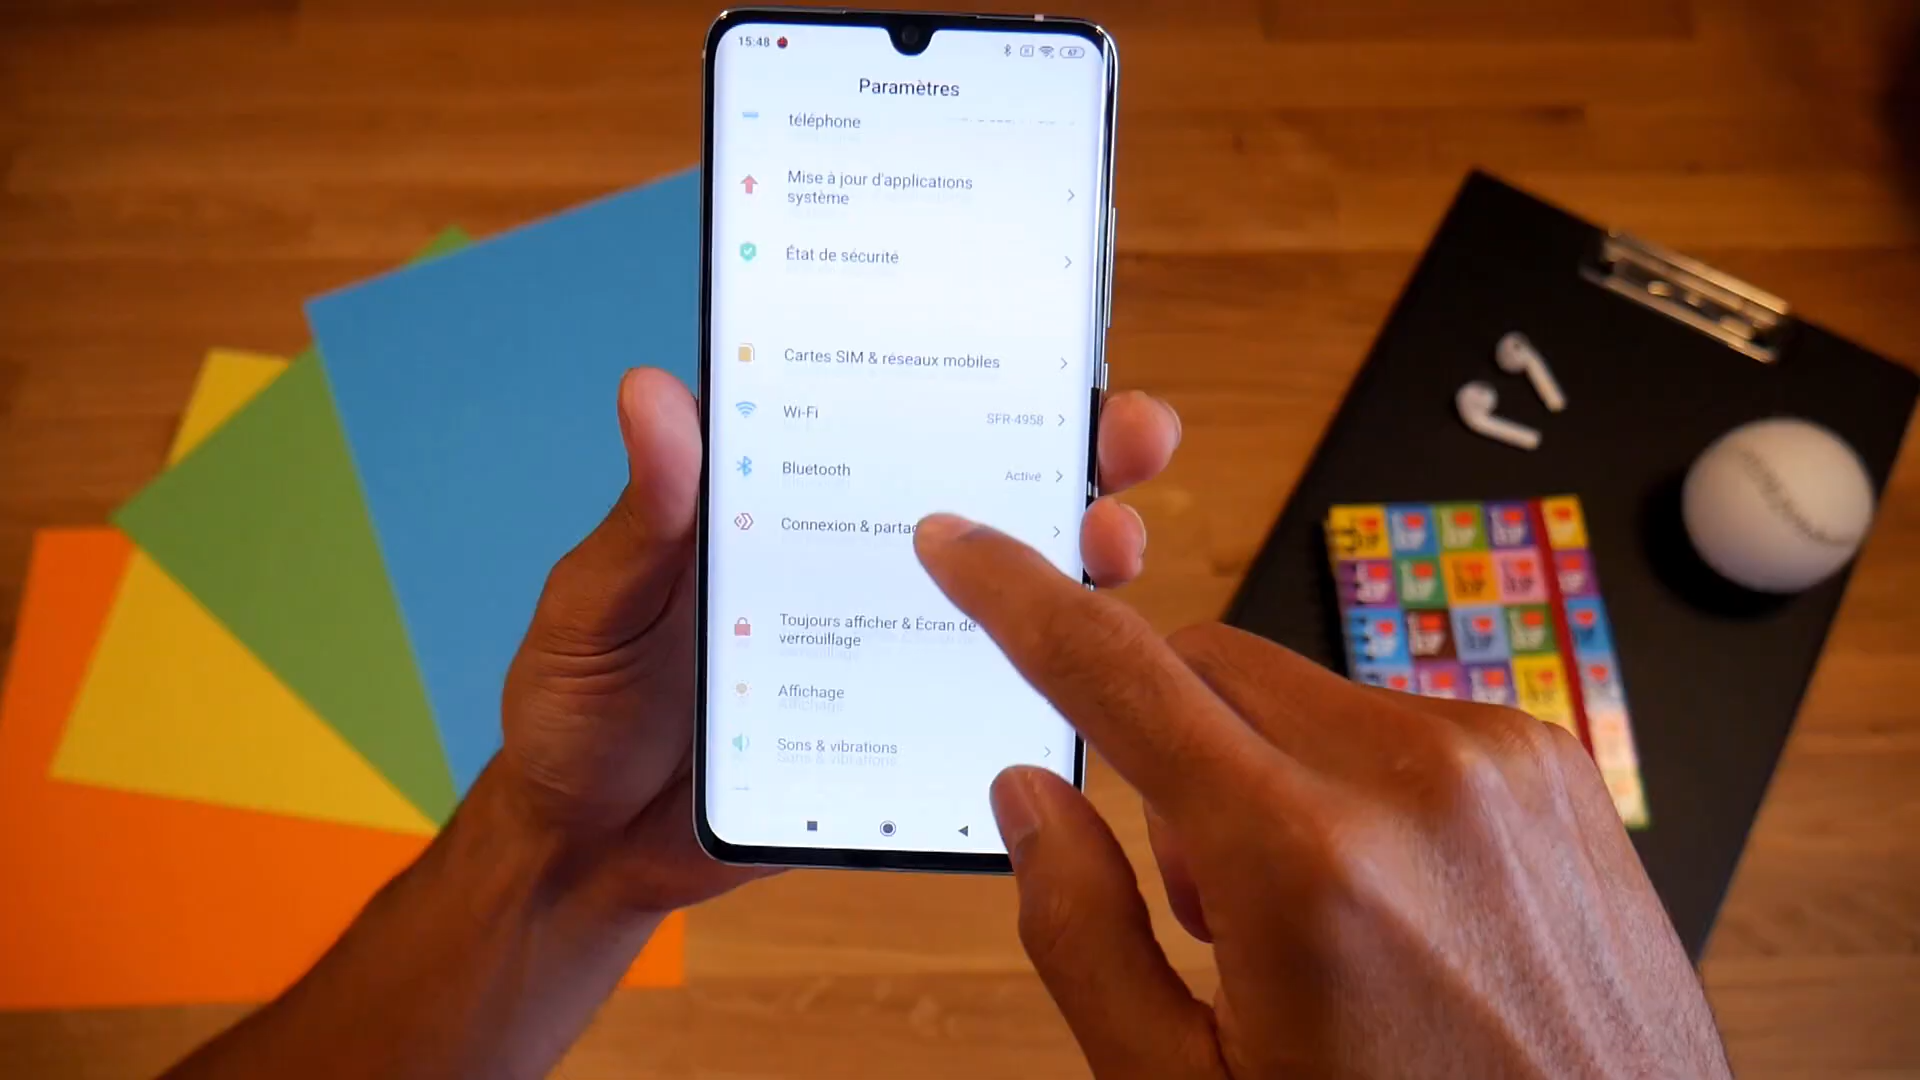 15:48
67
Paramètres
téléphone
Mise à jour d'applications
système
État de sécurité
Cartes SIM & réseaux mobiles
Wi-Fi
SFR-4958
Bluetooth
Activé
Connexion & partag
Toujours afficher & Écran de
verrouillage
Affichage
Sons & vibrations